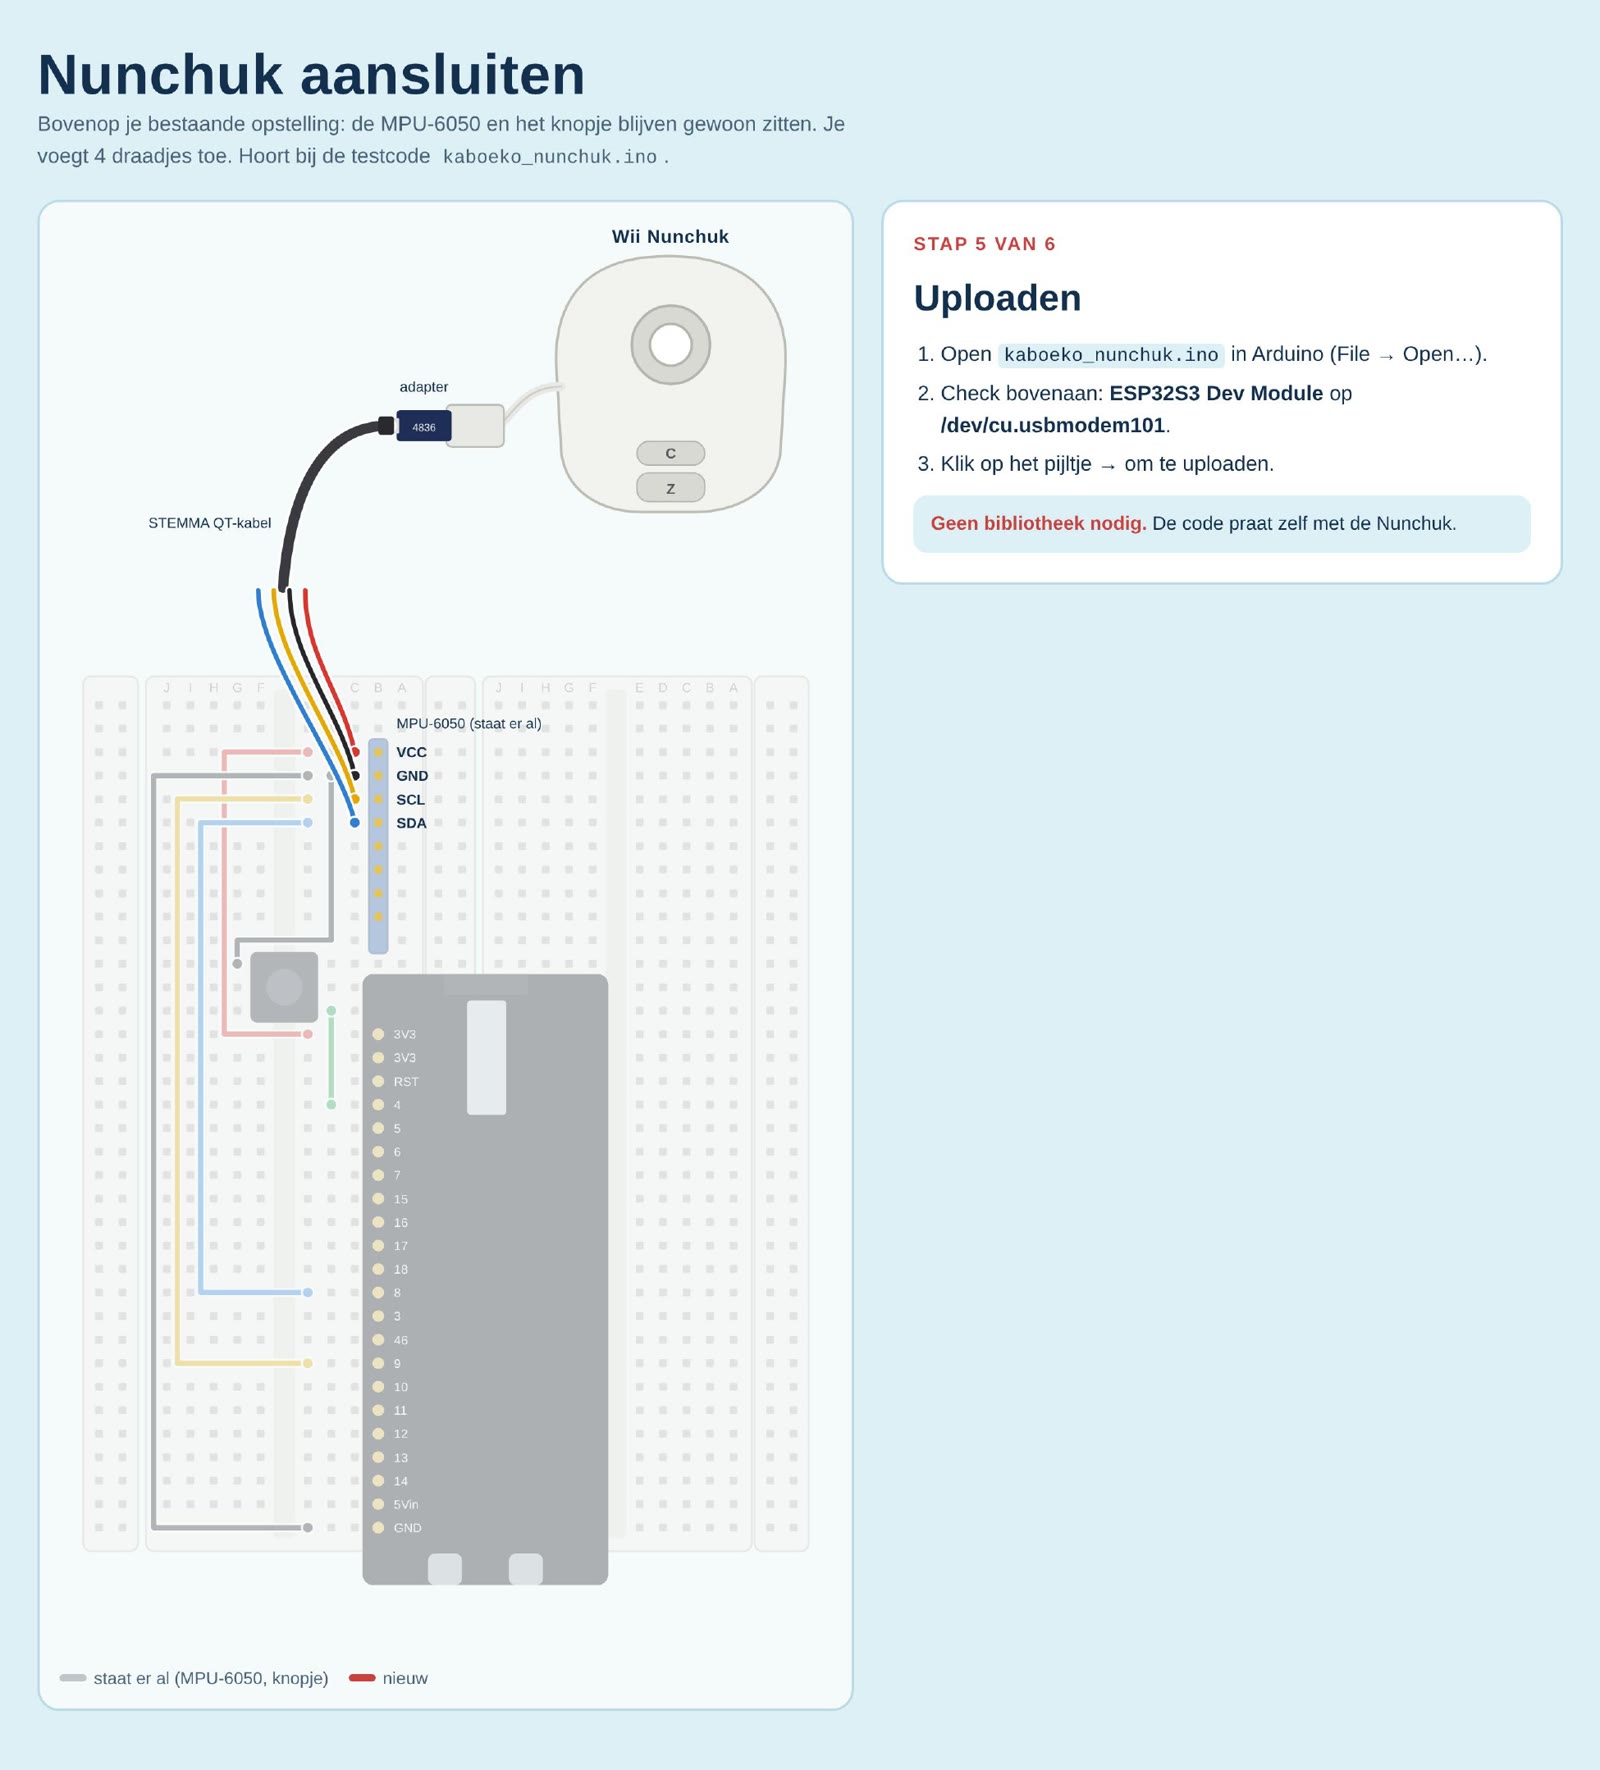 Nunchuk aansluiten
Bovenop je bestaande opstelling: de MPU-6050 en het knopje blijven gewoon zitten. Je
voegt 4 draadjes toe. Hoort bij de testcode kaboeko_nunchuk.ino .
Wii Nunchuk
adapter
4836
C
Z
STEMMA QT-kabel
J I H G F C B A J I H G F E D C B A
MPU-6050 (staat er al)
VCC
GND
SCL
SDA
3V3
3V3
RST
4
5
6
7
15
16
17
18
8
3
46
9
10
11
12
13
14
5Vin
GND
staat er al (MPU-6050, knopje) nieuw
STAP 5 VAN 6
Uploaden
1. Open kaboeko_nunchuk.ino in Arduino (File → Open…).
2. Check bovenaan: ESP32S3 Dev Module op
/dev/cu.usbmodem101.
3. Klik op het pijltje → om te uploaden.
Geen bibliotheek nodig. De code praat zelf met de Nunchuk.